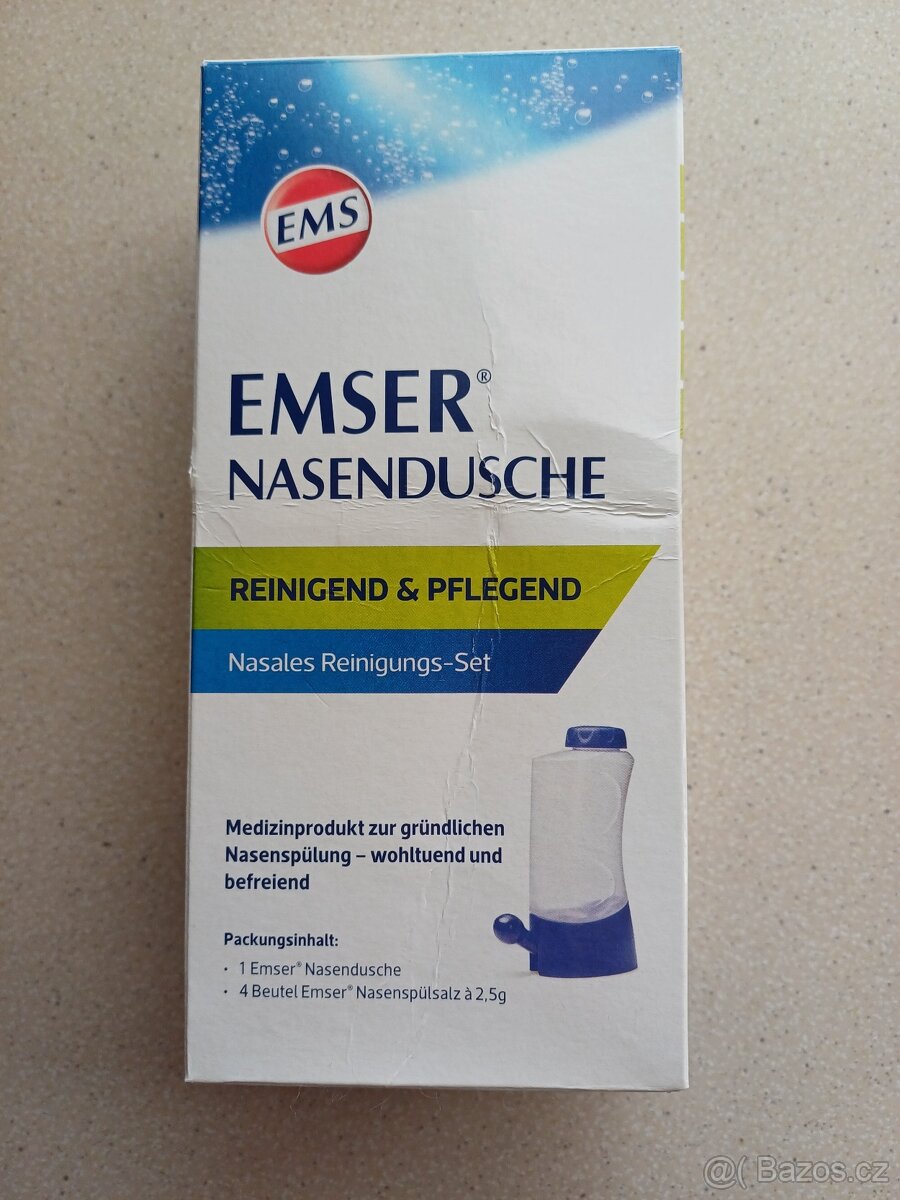 EMS
EMSER®
NASENDUSCHE
REINIGEND & PFLEGEND
Nasales Reinigungs-Set
Medizinprodukt zur gründlichen
Nasenspülung – wohltuend und
befreiend
Packungsinhalt:
• 1 Emser® Nasendusche
• 4 Beutel Emser® Nasenspülsalz à 2,5g
@( Bazos.cz